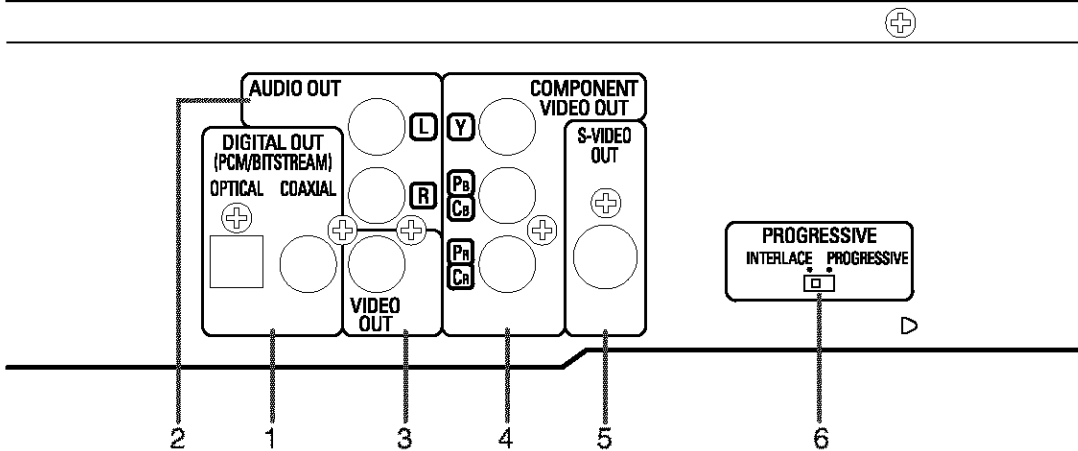 AUDIO OUT
L
R
DIGITAL OUT
(PCM/BITSTREAM)
OPTICAL COAXIAL
VIDEO
OUT
COMPONENT
VIDEO OUT
Y
PB
CB
PR
CR
S-VIDEO
OUT
PROGRESSIVE
INTERLACE PROGRESSIVE
2 1 3 4 5 6